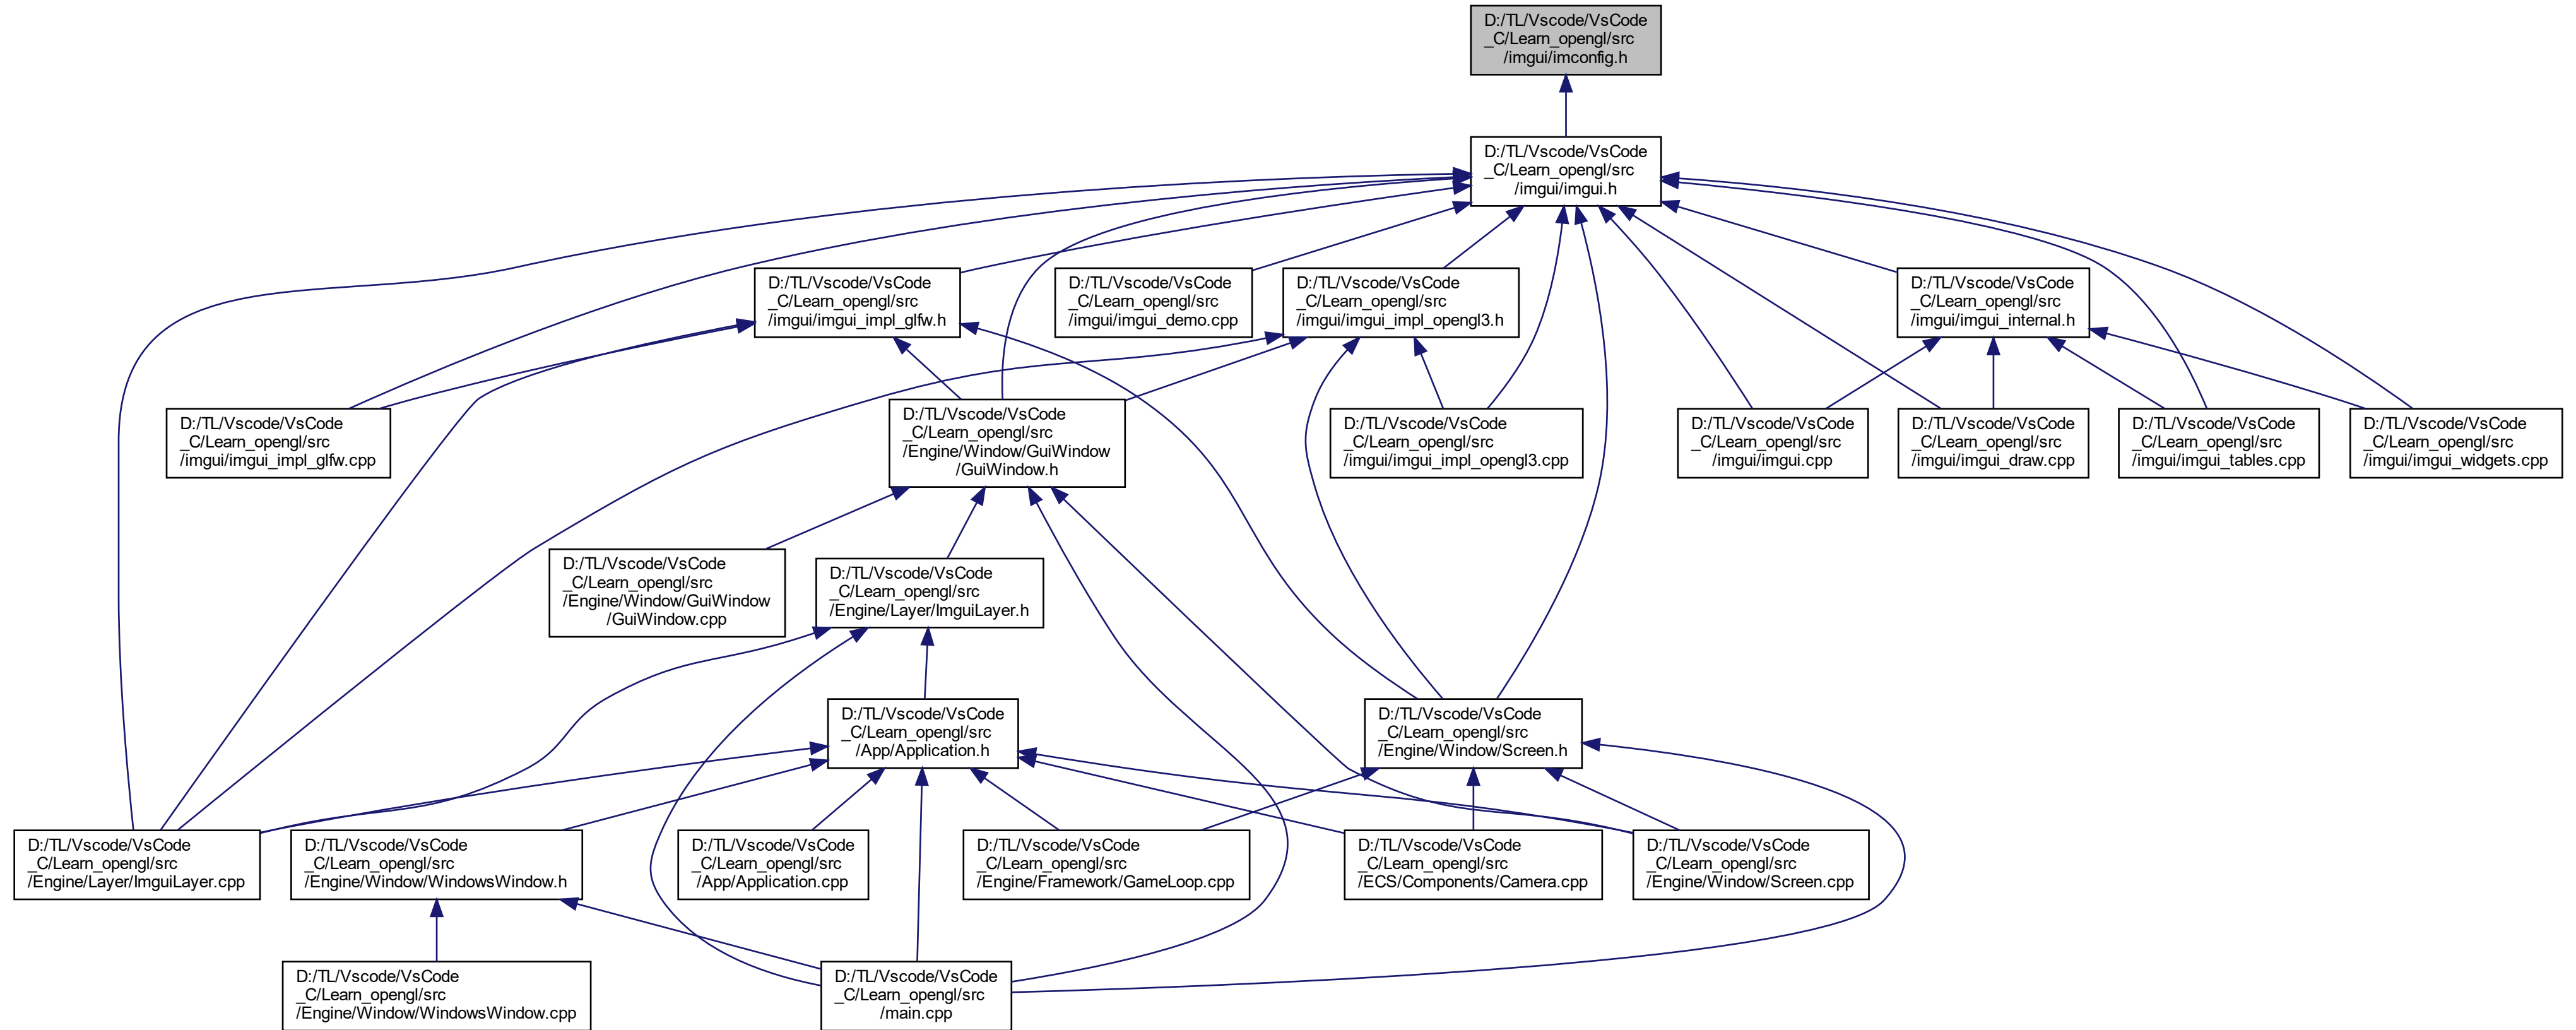 D:/TL/Vscode/VsCode
_C/Learn_opengl/src
/imgui/imconfig.h
D:/TL/Vscode/VsCode
_C/Learn_opengl/src
/imgui/imgui.h
D:/TL/Vscode/VsCode
_C/Learn_opengl/src
/imgui/imgui_impl_glfw.h
D:/TL/Vscode/VsCode
_C/Learn_opengl/src
/imgui/imgui_demo.cpp
D:/TL/Vscode/VsCode
_C/Learn_opengl/src
/imgui/imgui_impl_opengl3.h
D:/TL/Vscode/VsCode
_C/Learn_opengl/src
/imgui/imgui_internal.h
D:/TL/Vscode/VsCode
_C/Learn_opengl/src
/imgui/imgui_impl_glfw.cpp
D:/TL/Vscode/VsCode
_C/Learn_opengl/src
/Engine/Window/GuiWindow
/GuiWindow.h
D:/TL/Vscode/VsCode
_C/Learn_opengl/src
/imgui/imgui_impl_opengl3.cpp
D:/TL/Vscode/VsCode
_C/Learn_opengl/src
/imgui/imgui.cpp
D:/TL/Vscode/VsCode
_C/Learn_opengl/src
/imgui/imgui_draw.cpp
D:/TL/Vscode/VsCode
_C/Learn_opengl/src
/imgui/imgui_tables.cpp
D:/TL/Vscode/VsCode
_C/Learn_opengl/src
/imgui/imgui_widgets.cpp
D:/TL/Vscode/VsCode
_C/Learn_opengl/src
/Engine/Window/GuiWindow
/GuiWindow.cpp
D:/TL/Vscode/VsCode
_C/Learn_opengl/src
/Engine/Layer/ImguiLayer.h
D:/TL/Vscode/VsCode
_C/Learn_opengl/src
/App/Application.h
D:/TL/Vscode/VsCode
_C/Learn_opengl/src
/Engine/Window/Screen.h
D:/TL/Vscode/VsCode
_C/Learn_opengl/src
/Engine/Layer/ImguiLayer.cpp
D:/TL/Vscode/VsCode
_C/Learn_opengl/src
/Engine/Window/WindowsWindow.h
D:/TL/Vscode/VsCode
_C/Learn_opengl/src
/App/Application.cpp
D:/TL/Vscode/VsCode
_C/Learn_opengl/src
/Engine/Framework/GameLoop.cpp
D:/TL/Vscode/VsCode
_C/Learn_opengl/src
/ECS/Components/Camera.cpp
D:/TL/Vscode/VsCode
_C/Learn_opengl/src
/Engine/Window/Screen.cpp
D:/TL/Vscode/VsCode
_C/Learn_opengl/src
/Engine/Window/WindowsWindow.cpp
D:/TL/Vscode/VsCode
_C/Learn_opengl/src
/main.cpp